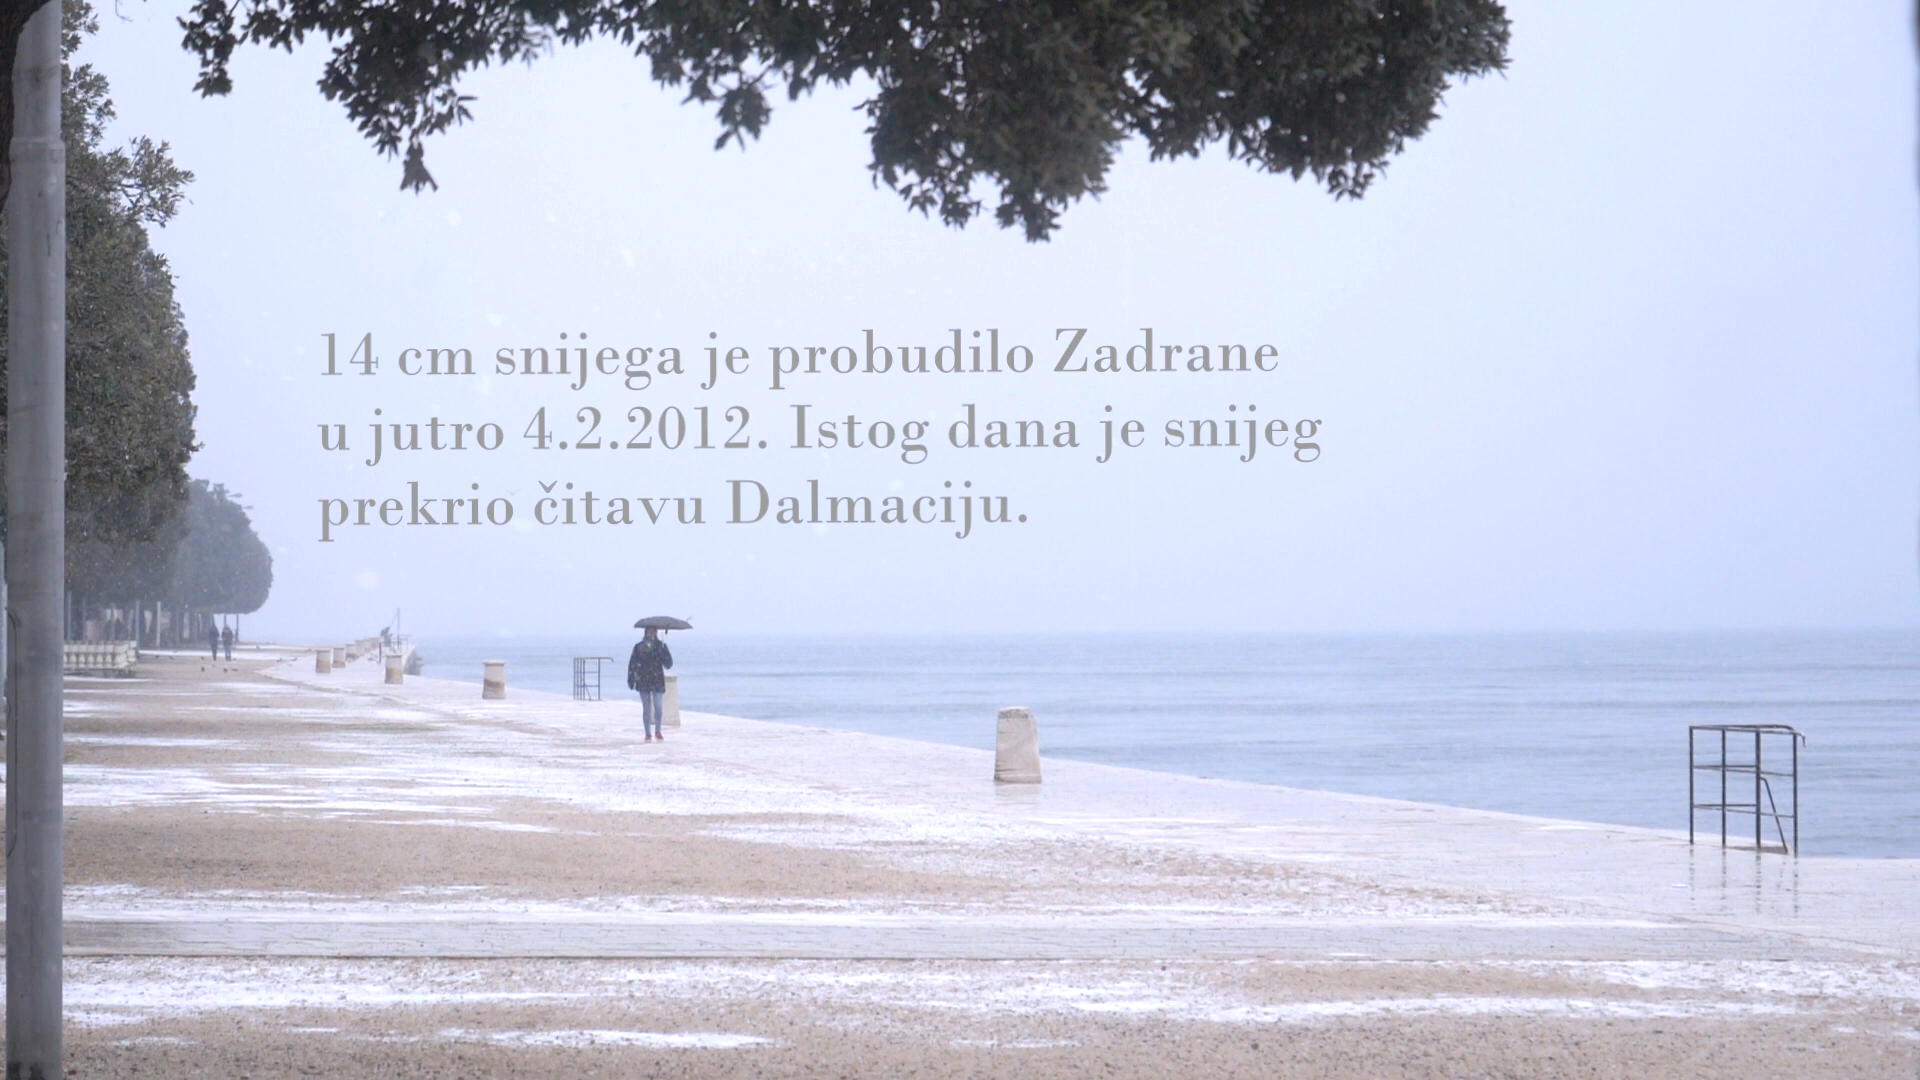 14 cm snijega je probudilo Zadrane
u jutro 4.2.2012. Istog dana je snijeg
prekrio čitavu Dalmaciju.